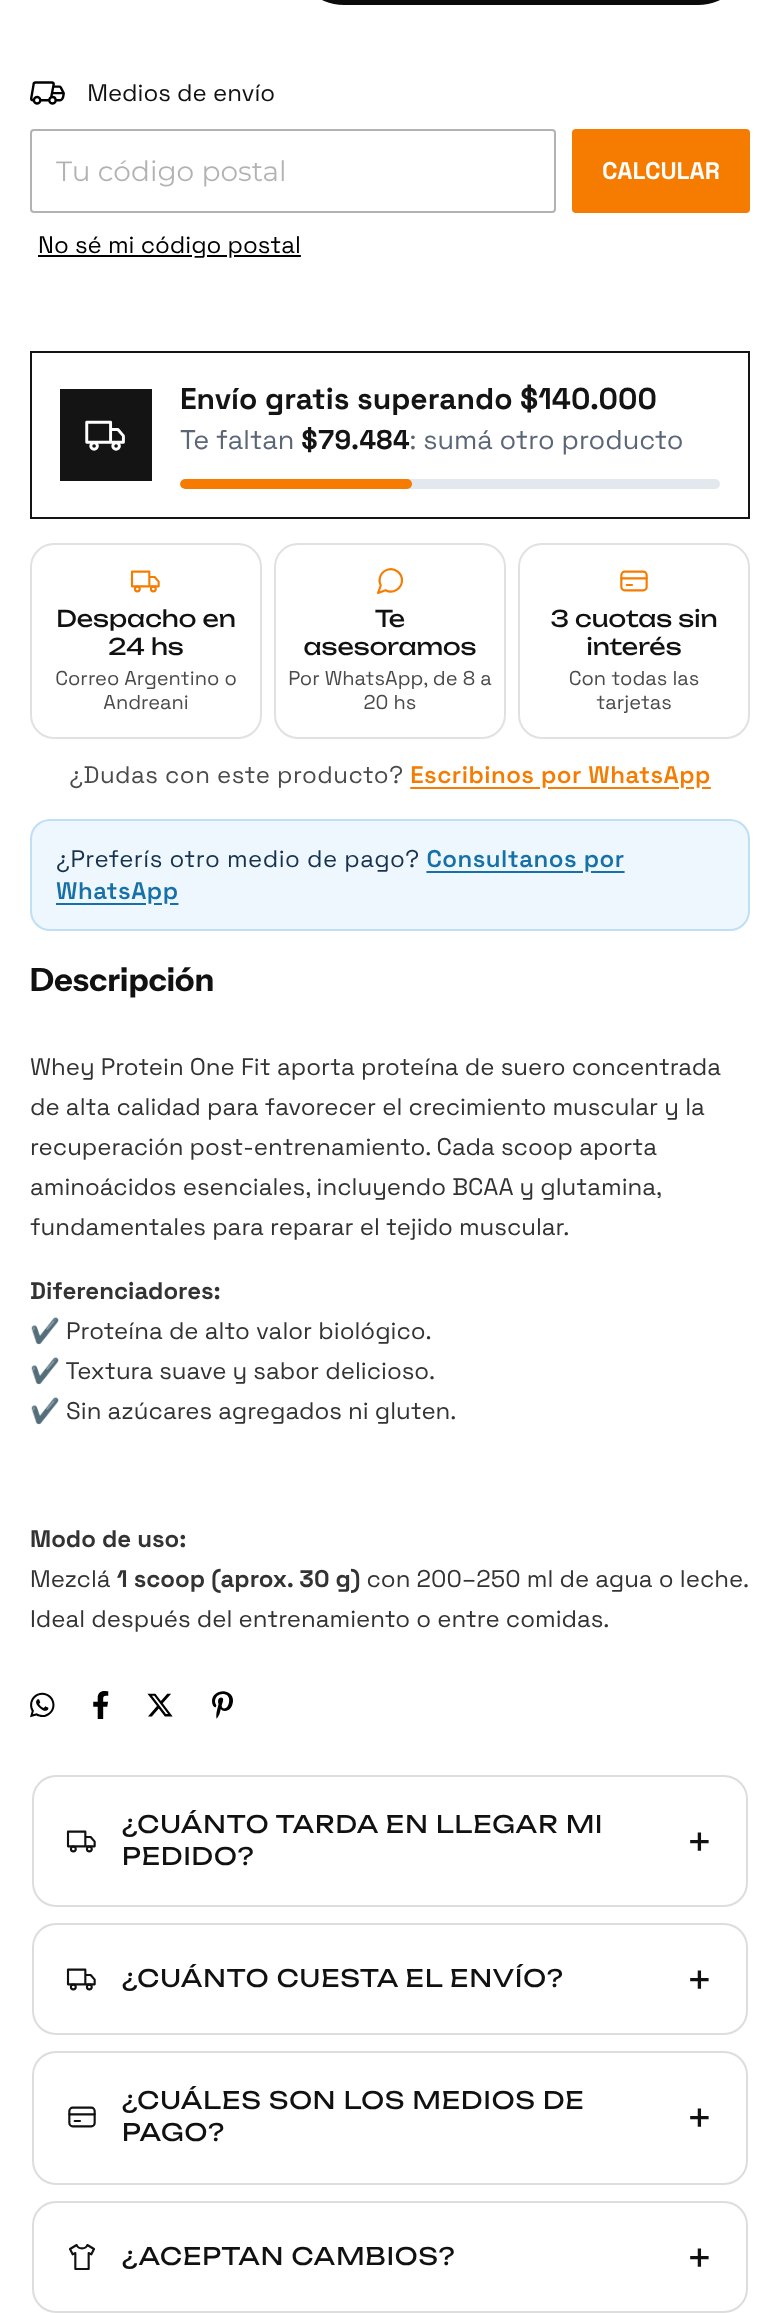 Medios de envío
Tu código postal
CALCULAR
No sé mi código postal
Envío gratis superando $140.000
Te faltan $79.484: sumá otro producto
Despacho en
24 hs
Correo Argentino o
Andreani
Te
asesoramos
Por WhatsApp, de 8 a
20 hs
3 cuotas sin
interés
Con todas las
tarjetas
¿Dudas con este producto? Escribinos por WhatsApp
¿Preferís otro medio de pago? Consultanos por
WhatsApp
Descripción
Whey Protein One Fit aporta proteína de suero concentrada
de alta calidad para favorecer el crecimiento muscular y la
recuperación post-entrenamiento. Cada scoop aporta
aminoácidos esenciales, incluyendo BCAA y glutamina,
fundamentales para reparar el tejido muscular.
Diferenciadores:
✔ Proteína de alto valor biológico.
✔ Textura suave y sabor delicioso.
✔ Sin azúcares agregados ni gluten.
Modo de uso:
Mezclá 1 scoop (aprox. 30 g) con 200–250 ml de agua o leche.
Ideal después del entrenamiento o entre comidas.
¿CUÁNTO TARDA EN LLEGAR MI
PEDIDO?
¿CUÁNTO CUESTA EL ENVÍO?
¿CUÁLES SON LOS MEDIOS DE
PAGO?
¿ACEPTAN CAMBIOS?